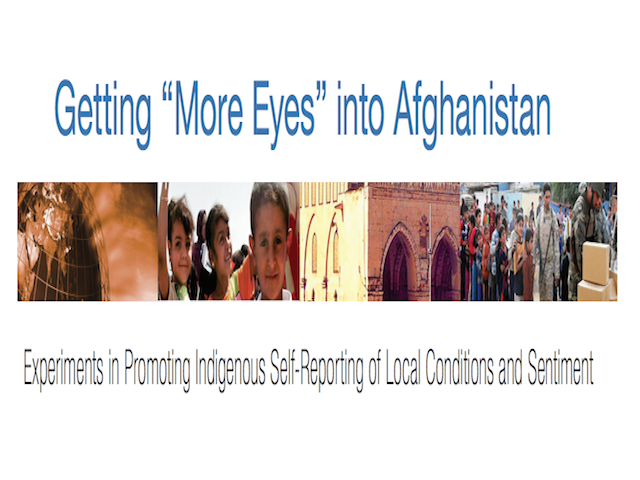 Getting “More Eyes” into Afghanistan
Experiments in Promoting Indigenous Self-Reporting of Local Conditions and Sentiment